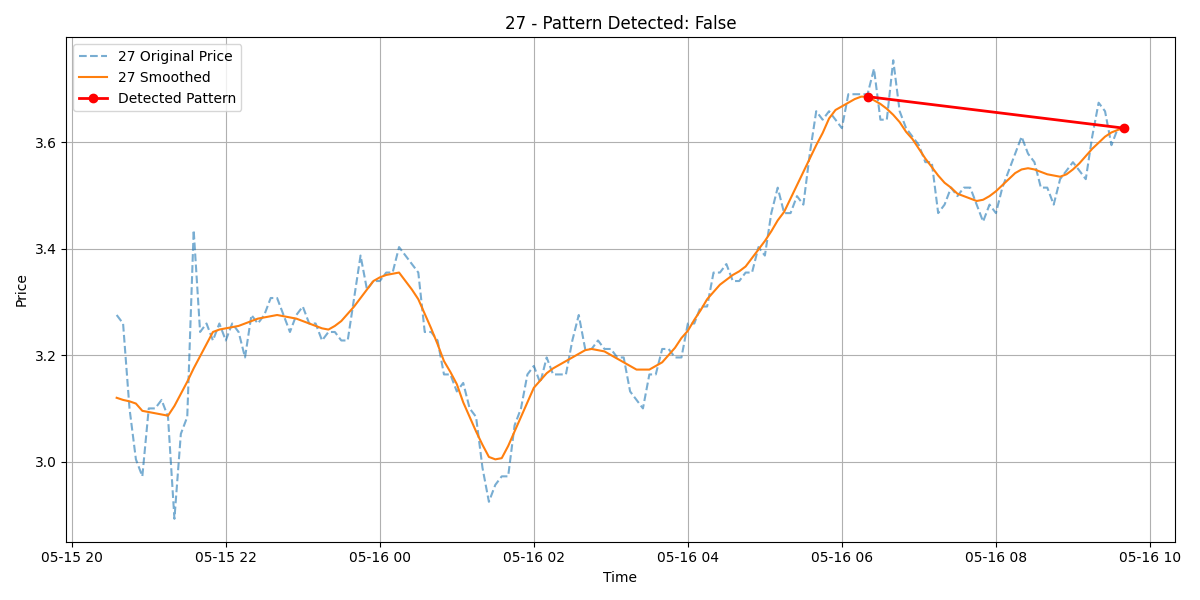 27 - Pattern Detected: False
27 Original Price
27 Smoothed
Detected Pattern
Price
3.6
3.4
3.2
3.0
05-15 20 05-15 22 05-16 00 05-16 02 05-16 04 05-16 06 05-16 08 05-16 10
Time